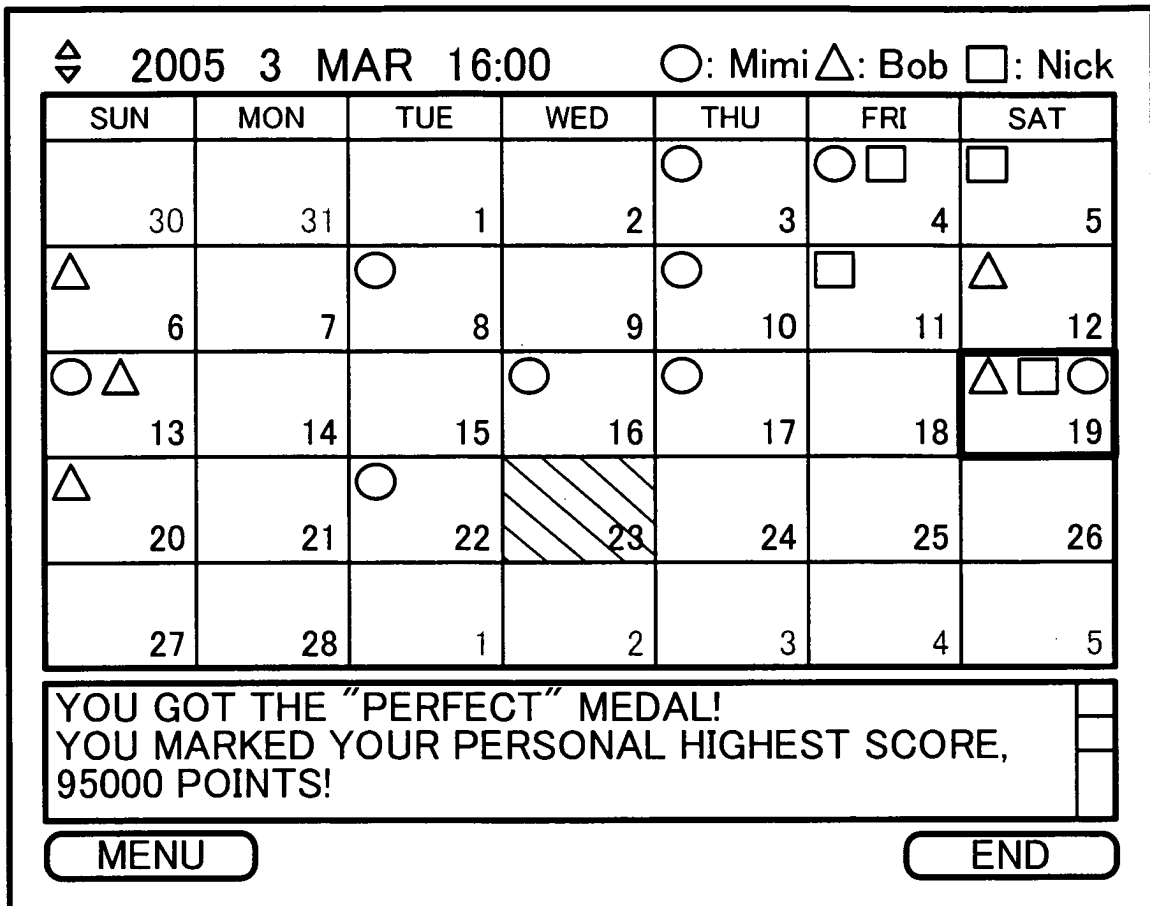 2005 3 MAR 16:00 ○: Mimi △: Bob □: Nick
SUN MON TUE WED THU FRI SAT
30 31 1 2 3 4 5
6 7 8 9 10 11 12
13 14 15 16 17 18 19
20 21 22 23 24 25 26
27 28 1 2 3 4 5
YOU GOT THE "PERFECT" MEDAL!
YOU MARKED YOUR PERSONAL HIGHEST SCORE,
95000 POINTS!
MENU END